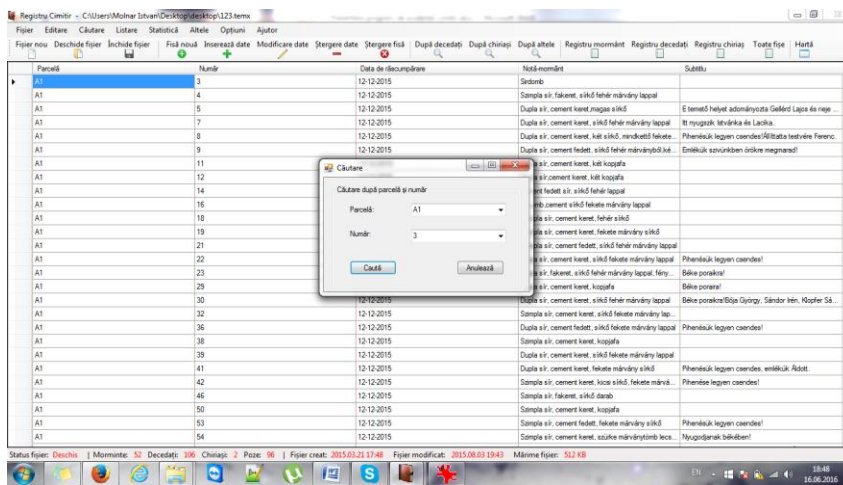 Registru Cimitir - C:\Users\Molnar Istvan\Desktop\desktop\123.temx
Fișier Editare Căutare Listare Statistică Altele Opțiuni Ajutor
Fișier nou Deschide fișier Închide fișier Fisă nouă Inserează date Modificare date Ștergere date Ștergere fisă După decedați După chiriași După altele Registru mormânt Registru decedați Registru chiriaș Toate fișe Hartă
Parcelă Număr Data de răscumpărare Notă-mormânt Subtitlu
A1 3 12-12-2015 Sírdomb
A1 4 12-12-2015 Szimpla sír, fakeret, sírkő fehér márvány lappal
A1 5 12-12-2015 Dupla sír, cement keret,magas sírkő E temető helyet adományozta Gellérd Lajos és neje ...
A1 7 12-12-2015 Dupla sír, cement keret, sírkő fehér márvány lappal Itt nyugszik Istvánka és Lacika.
A1 8 12-12-2015 Dupla sír, cement keret, két sírkő, mindkettő fekete... Pihenésük legyen csendes!Állíttatta testvére Ferenc.
A1 9 12-12-2015 Dupla sír, cement fedett, sírkő fehér márványból,ké... Emlékük szívünkben örökre megmarad!
A1 11 sír, cement keret, két kopjafa
A1 12 sír,cement keret, két kopjafa
A1 14 fedett sír, sírkő fehér lappal
A1 16 cement sírkő fekete márvány lappal
A1 18 sír, cement keret, fehér sírkő
A1 19 sír, cement keret, fekete márvány sírkő
A1 21 sír, cement fedett, sírkő fehér márvány lappal
A1 22 sír, cement keret, sírkő fekete márvány lappal Pihenésük legyen csendes!
A1 23 sír, fakeret, sírkő fehér márvány lappal, fény... Béke poraikra!
A1 29 sír, cement keret, kopjafa Béke poraira!
A1 30 12-12-2015 Dupla sír, cement keret, sírkő fehér márvány lappal Béke poraikra!Bója György, Sándor Irén, Klopfer Sá...
A1 32 12-12-2015 Szimpla sír, cement keret, sírkő fekete márvány lap...
A1 36 12-12-2015 Dupla sír, cement fedett, sírkő fekete márvány lappal Pihenésük legyen csendes!
A1 38 12-12-2015 Szimpla sír, cement keret, kopjafa
A1 39 12-12-2015 Dupla sír, cement keret, sírkő fekete márvány lappal
A1 41 12-12-2015 Dupla sír, cement keret, fekete márvány sírkő Pihenésük legyen csendes, emlékük Áldott.
A1 42 12-12-2015 Szimpla sír, cement keret, kicsi sírkő, fekete márvá... Pihenése legyen csendes!
A1 46 12-12-2015 Szimpla sír, fakeret, sírkő darab
A1 50 12-12-2015 Szimpla sír, cement keret, kopjafa
A1 53 12-12-2015 Szimpla sír, cement fedett, fekete márvány sírkő Pihenésük legyen csendes!
A1 54 12-12-2015 Szimpla sír, cement keret, szürke márványtömb lecs... Nyugodjanak békében!
Căutare
Căutare după parcelă și număr
Parcelă: A1
Număr: 3
Caută Anulează
Status fișier: Deschis | Morminte: 52 Decedați: 106 Chiriași: 2 Poze: 96 | Fișier creat: 2015.03.21 17:48 Fișier modificat: 2015.08.03 19:43 Mărime fișier: 512 KB
EN 18:48
16.06.2016